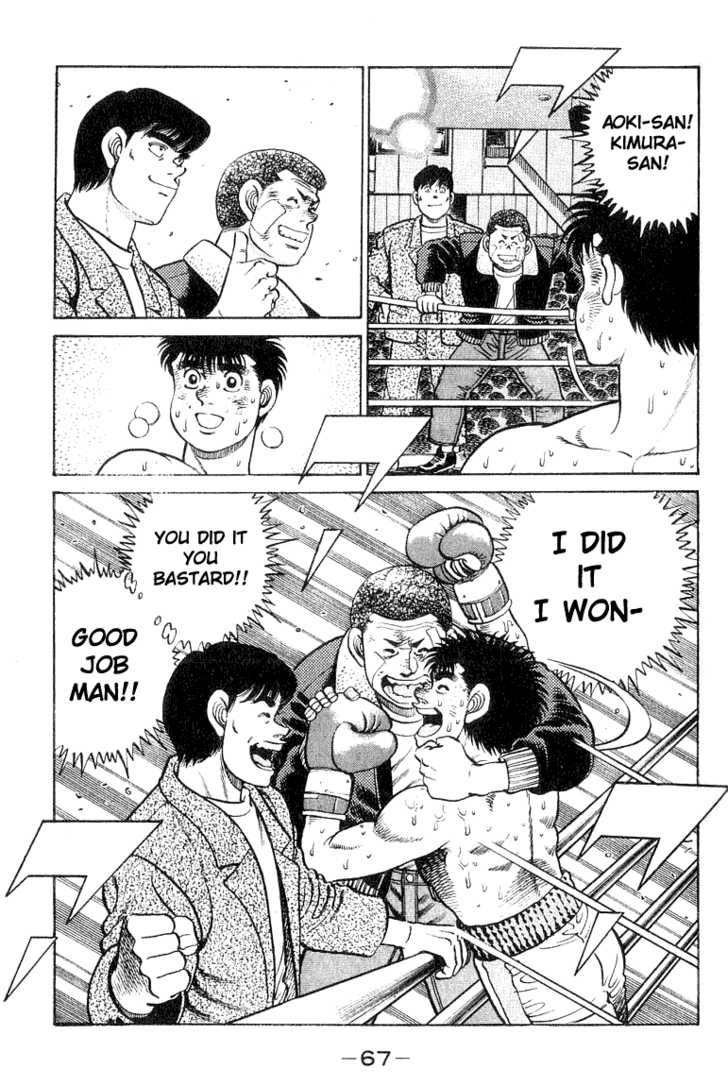 AOKI-SAN!
KIMURA-
SAN!
I DID
IT
I WON-
YOU DID IT
YOU
BASTARD!!
GOOD
JOB
MAN!!
—67—